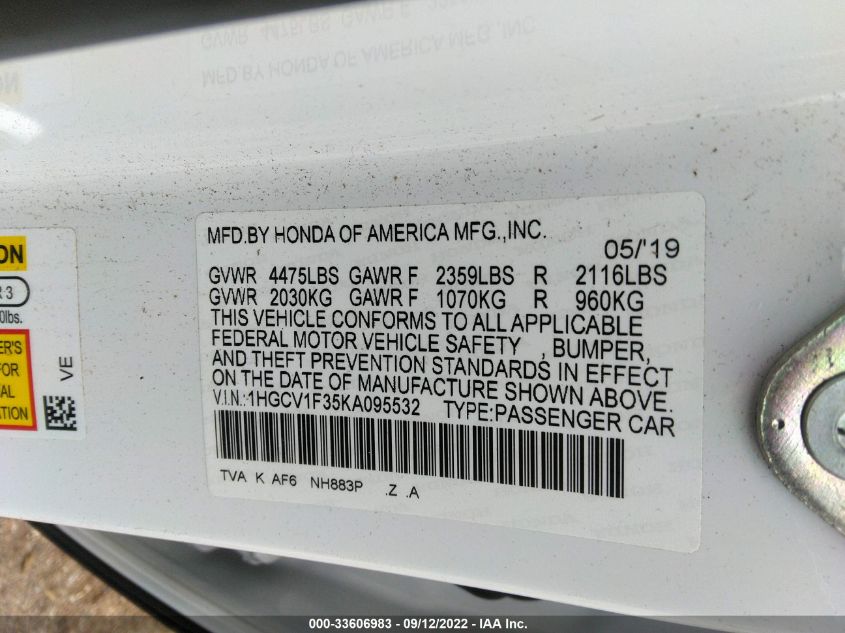 MFD.BY HONDA OF AMERICA MFG.,INC.
05/'19
GVWR 4475LBS GAWR F 2359LBS R 2116LBS
GVWR 2030KG GAWR F 1070KG R 960KG
THIS VEHICLE CONFORMS TO ALL APPLICABLE
FEDERAL MOTOR VEHICLE SAFETY , BUMPER,
AND THEFT PREVENTION STANDARDS IN EFFECT
ON THE DATE OF MANUFACTURE SHOWN ABOVE.
V.I.N.:1HGCV1F35KA095532 TYPE:PASSENGER CAR
TVA K AF6 NH883P .Z .A
VE
000-33606983 - 09/12/2022 - IAA Inc.